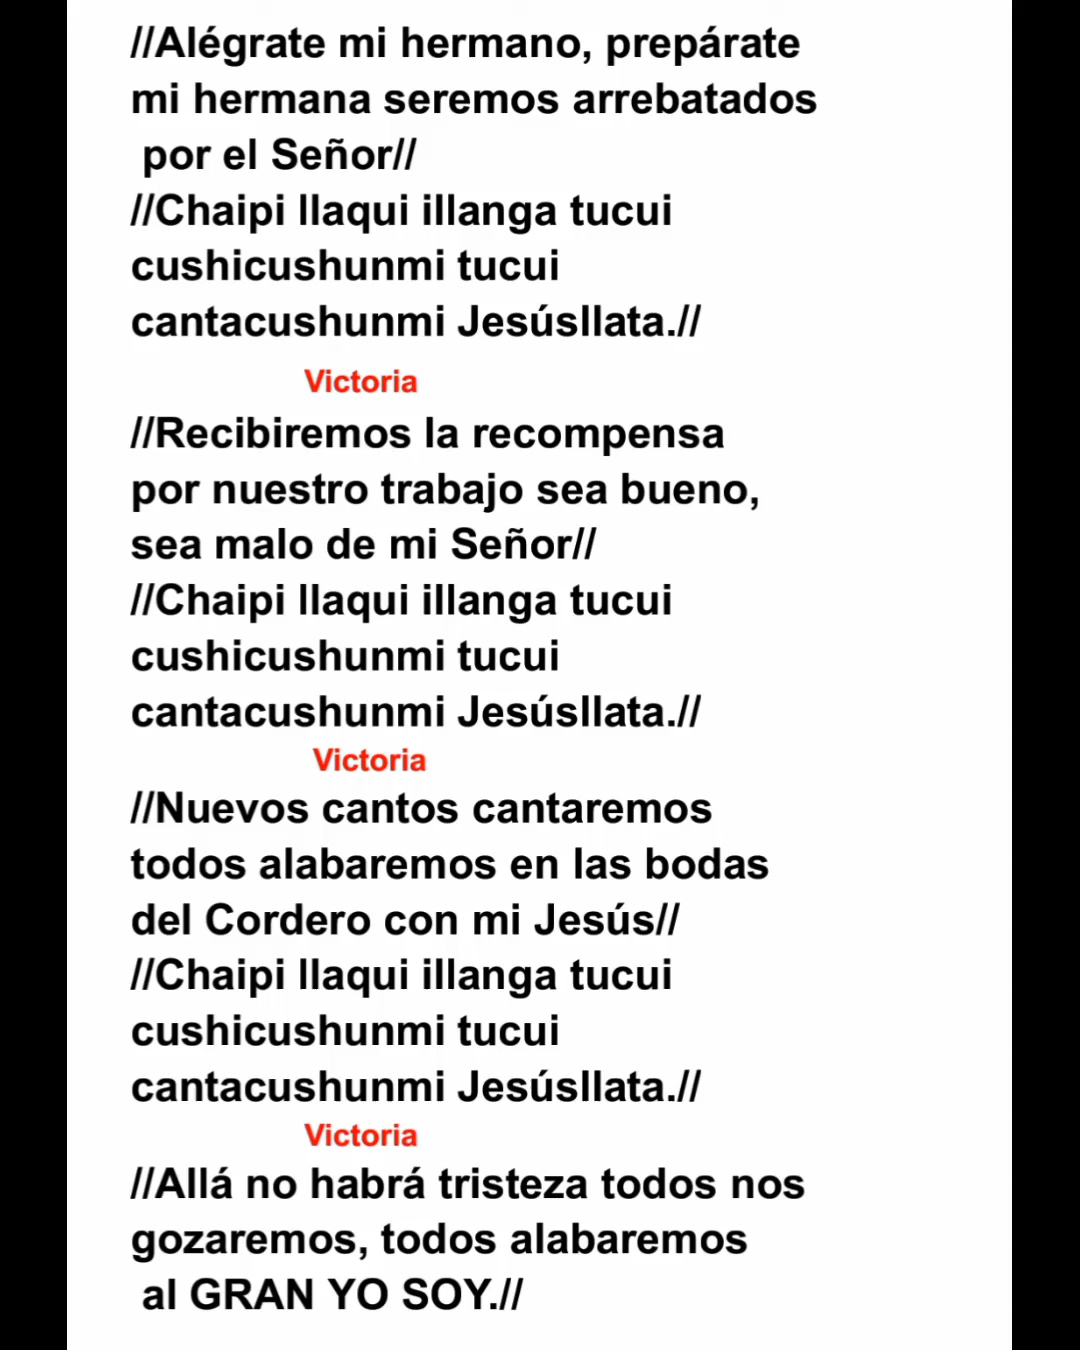 //Alégrate mi hermano, prepárate
mi hermana seremos arrebatados
por el Señor//
//Chaipi llaqui illanga tucui
cushicushunmi tucui
cantacushunmi Jesúsllata.//
Victoria
//Recibiremos la recompensa
por nuestro trabajo sea bueno,
sea malo de mi Señor//
//Chaipi llaqui illanga tucui
cushicushunmi tucui
cantacushunmi Jesúsllata.//
Victoria
//Nuevos cantos cantaremos
todos alabaremos en las bodas
del Cordero con mi Jesús//
//Chaipi llaqui illanga tucui
cushicushunmi tucui
cantacushunmi Jesúsllata.//
Victoria
//Allá no habrá tristeza todos nos
gozaremos, todos alabaremos
al GRAN YO SOY.//